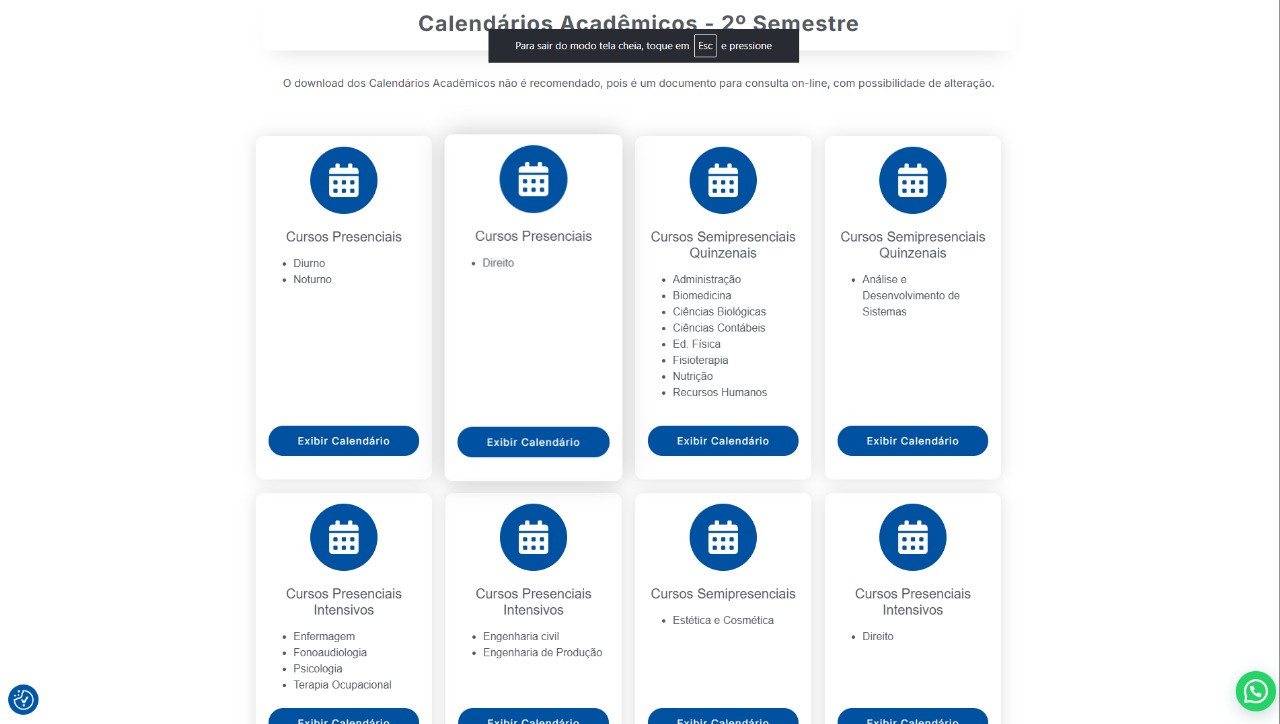 Calendários Acadêmicos - 2º Semestre
Para sair do modo tela cheia, toque em Esc e pressione
O download dos Calendários Acadêmicos não é recomendado, pois é um documento para consulta on-line, com possibilidade de alteração.
Cursos Presenciais
Diurno
Noturno
Exibir Calendário
Cursos Presenciais
Direito
Exibir Calendário
Cursos Semipresenciais
Quinzenais
Administração
Biomedicina
Ciências Biológicas
Ciências Contábeis
Ed. Física
Fisioterapia
Nutrição
Recursos Humanos
Exibir Calendário
Cursos Semipresenciais
Quinzenais
Análise e
Desenvolvimento de
Sistemas
Exibir Calendário
Cursos Presenciais
Intensivos
Enfermagem
Fonoaudiologia
Psicologia
Terapia Ocupacional
Exibir Calendário
Cursos Presenciais
Intensivos
Engenharia civil
Engenharia de Produção
Exibir Calendário
Cursos Semipresenciais
Estética e Cosmética
Exibir Calendário
Cursos Presenciais
Intensivos
Direito
Exibir Calendário